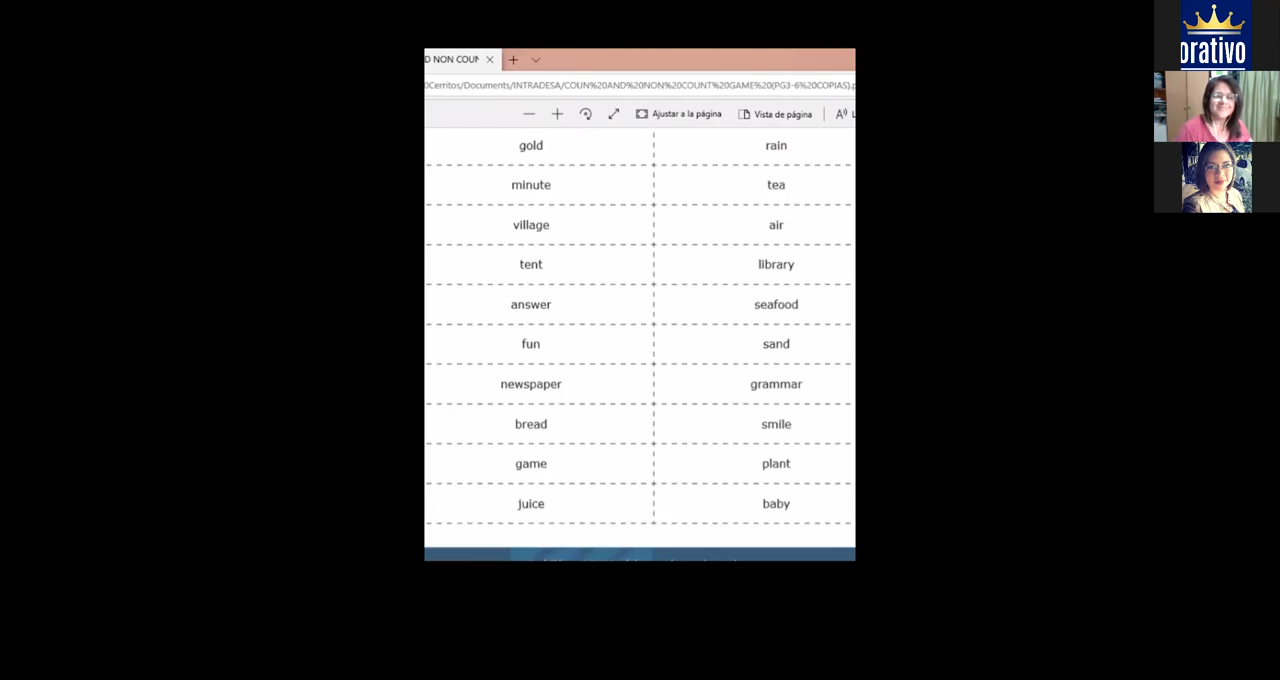 D NON COUN
0Cerritos/Documents/INTRADESA/COUN%20AND%20NON%20COUNT%20GAME%20(PG3-6%20COPIAS).p
Ajustar a la página Vista de página
gold rain
minute tea
village air
tent library
answer seafood
fun sand
newspaper grammar
bread smile
game plant
juice baby
orativo